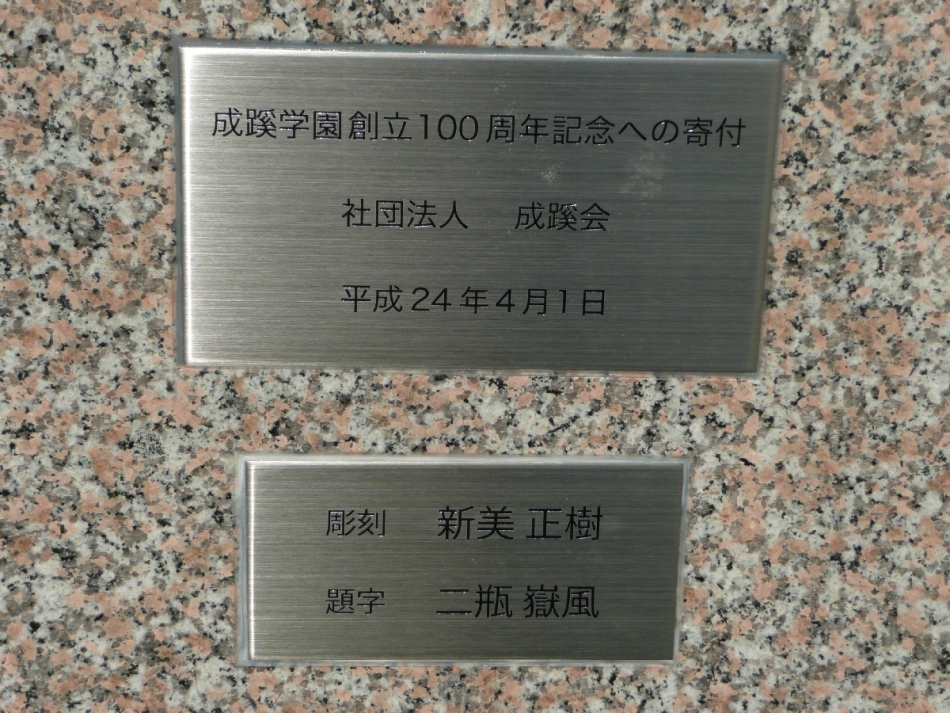 成蹊学園創立100周年記念への寄付
社団法人 成蹊会
平成24年4月1日
彫刻 新美 正樹
題字 二瓶 嶽風